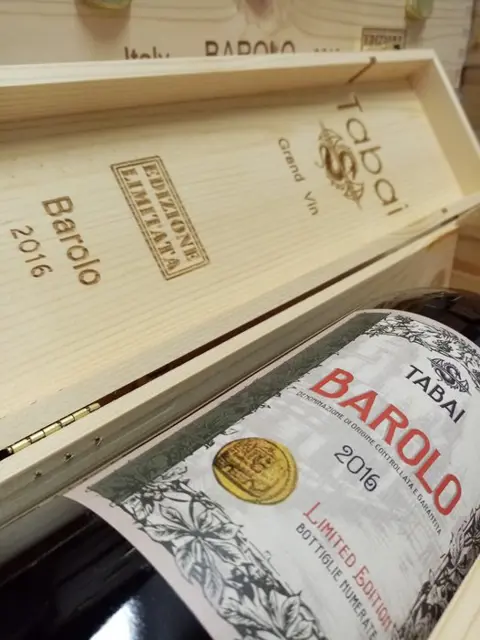 Italy BAROLO
EDIZIONE
Tabai
Grand Vin
EDIZIONE
LIMITATA
Barolo
2016
TABAI
BAROLO
DENOMINAZIONE DI ORIGINE CONTROLLATA E GARANTITA
2016
LIMITED EDITION
BOTTIGLIE NUMERATE